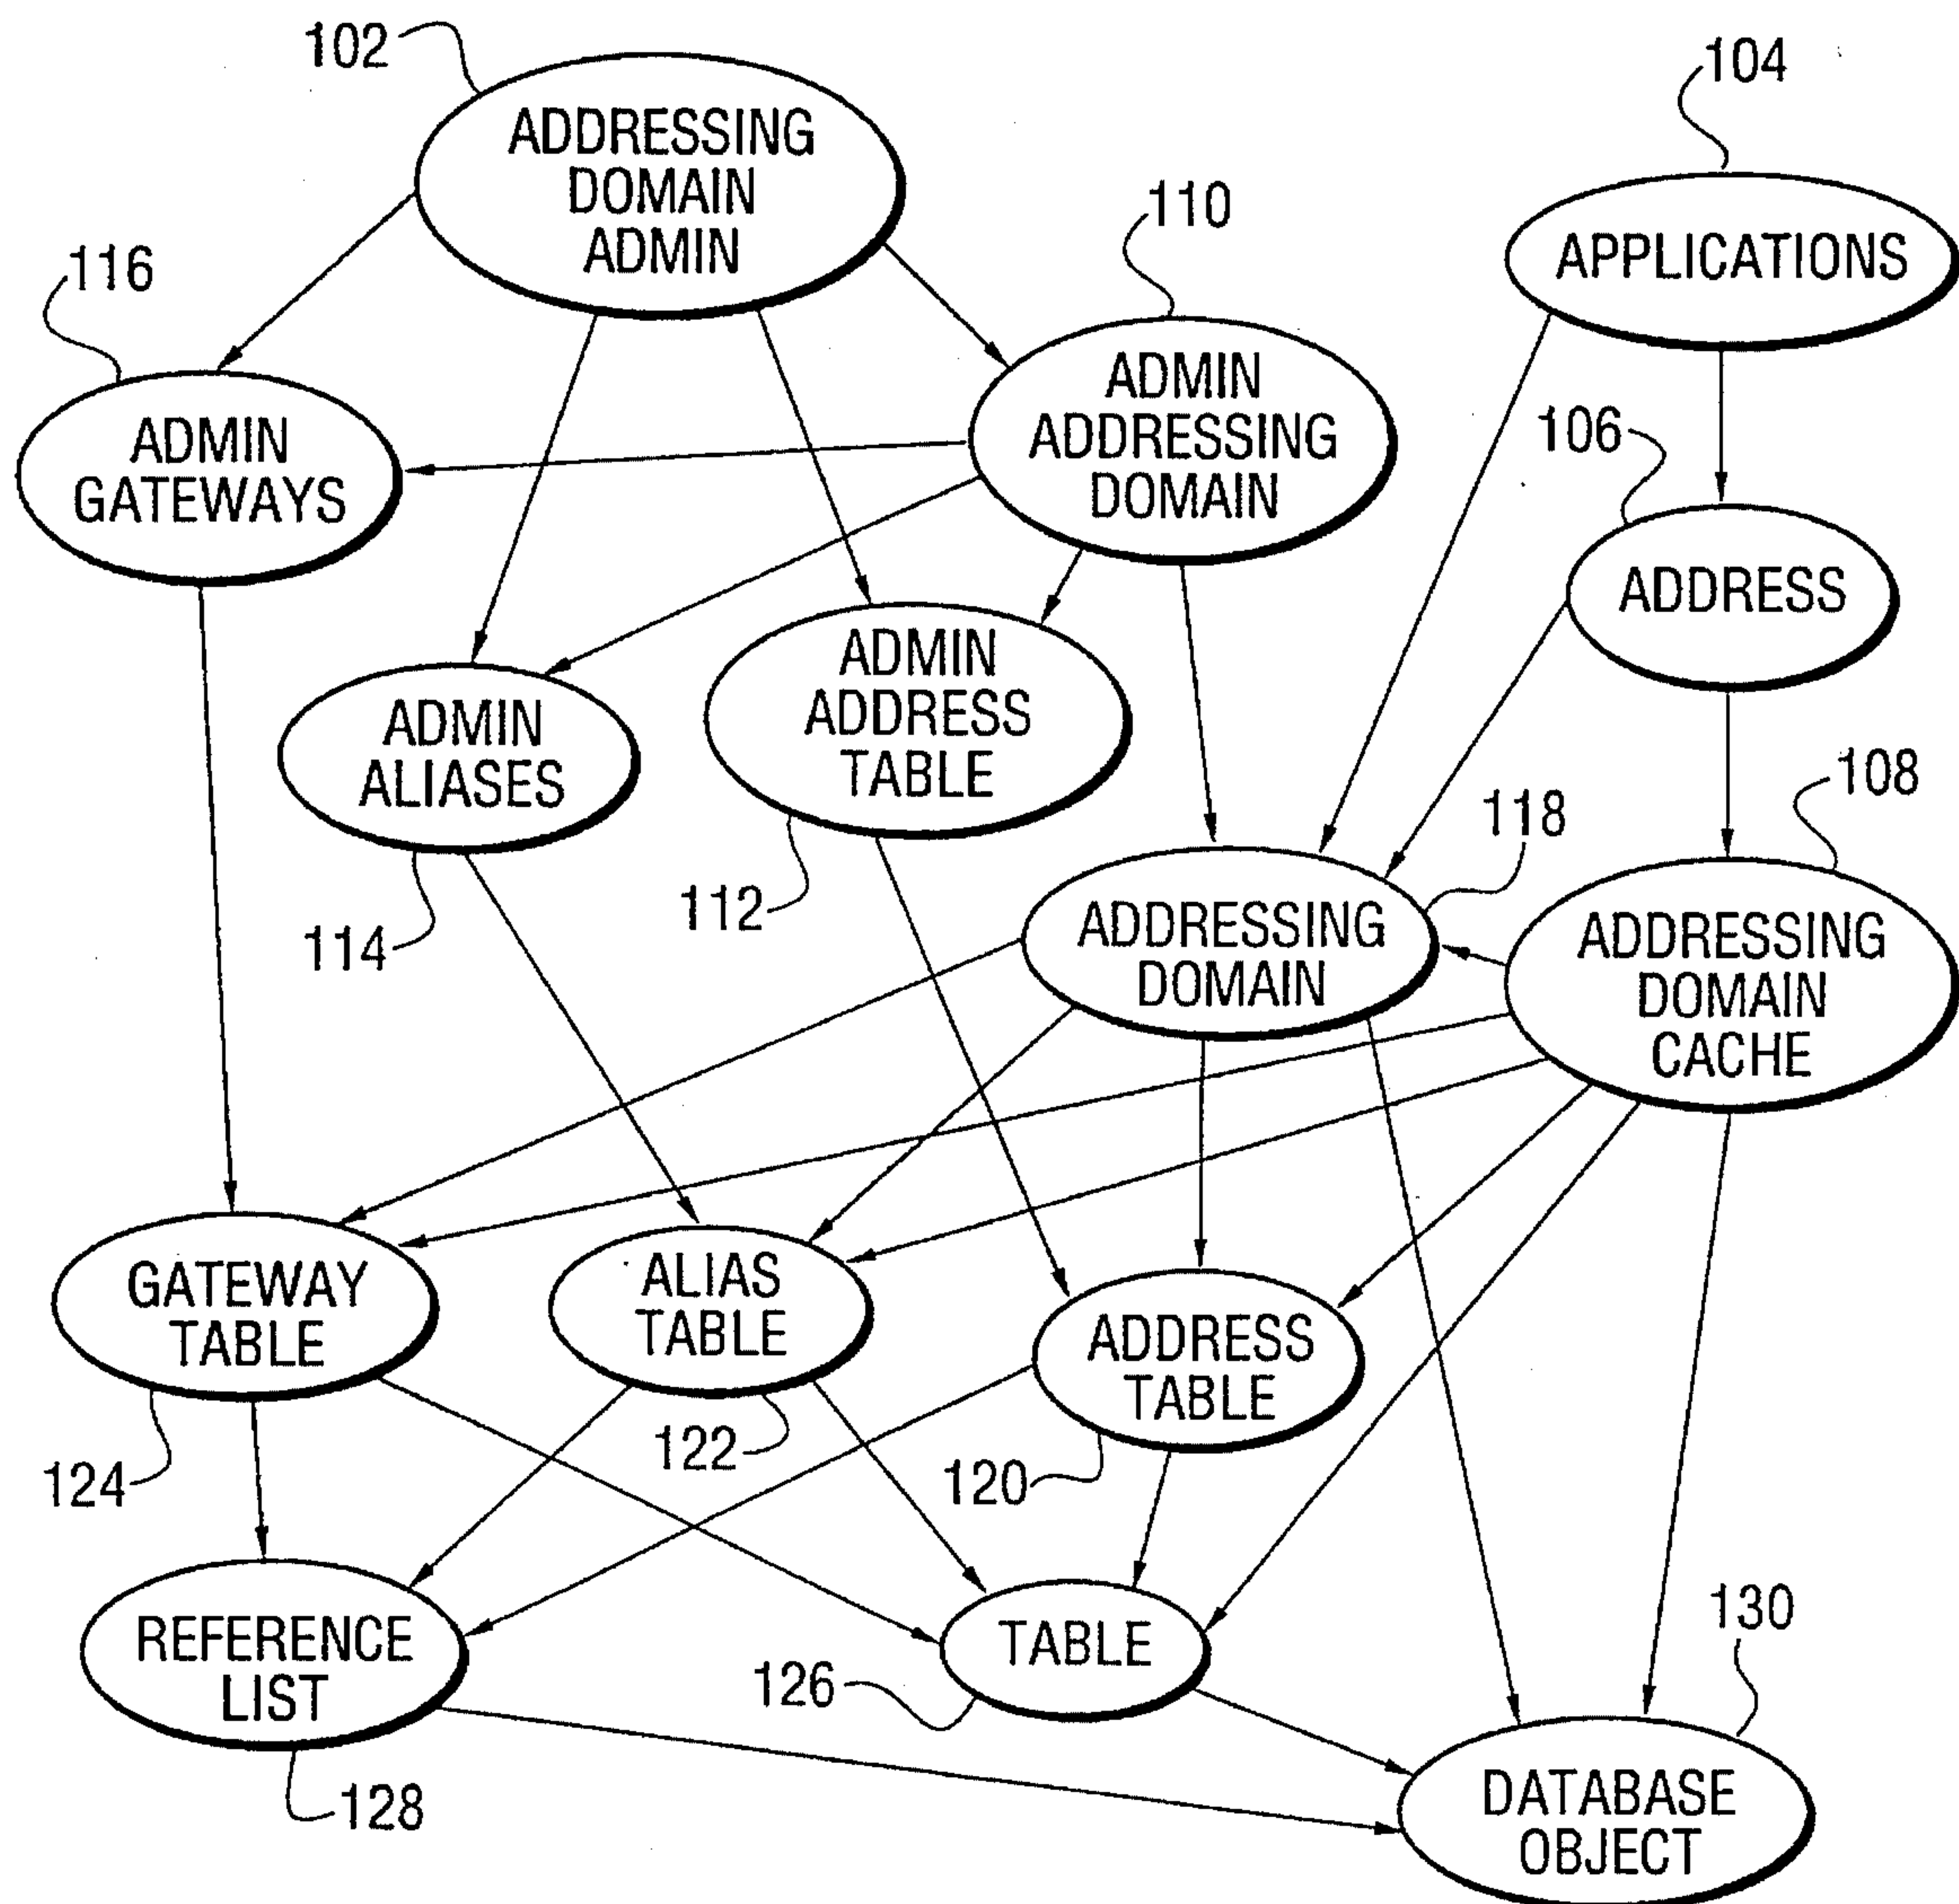 102
ADDRESSING
DOMAIN
ADMIN
104
APPLICATIONS
110
ADMIN
ADDRESSING
DOMAIN
116
ADMIN
GATEWAYS
106
ADDRESS
ADMIN
ALIASES
114
ADMIN
ADDRESS
TABLE
112
118
ADDRESSING
DOMAIN
108
ADDRESSING
DOMAIN
CACHE
GATEWAY
TABLE
124
ALIAS
TABLE
122
ADDRESS
TABLE
120
REFERENCE
LIST
128
TABLE
126
130
DATABASE
OBJECT